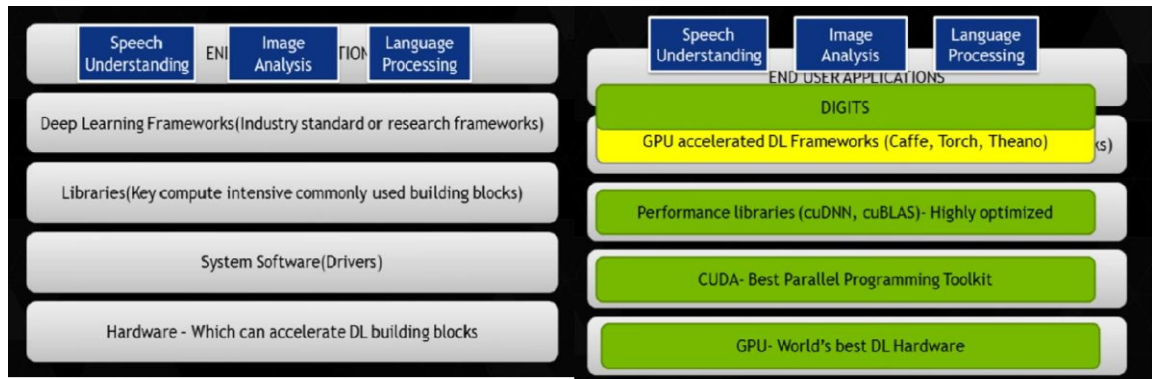 Speech
Understanding
Image
Analysis
Language
Processing
Deep Learning Frameworks(Industry standard or research frameworks)
Libraries(Key compute intensive commonly used building blocks)
System Software(Drivers)
Hardware - Which can accelerate DL building blocks
Speech
Understanding
Image
Analysis
Language
Processing
END USER APPLICATIONS
DIGITS
GPU accelerated DL Frameworks (Caffe, Torch, Theano)
Performance libraries (cuDNN, cuBLAS)- Highly optimized
CUDA- Best Parallel Programming Toolkit
GPU- World's best DL Hardware